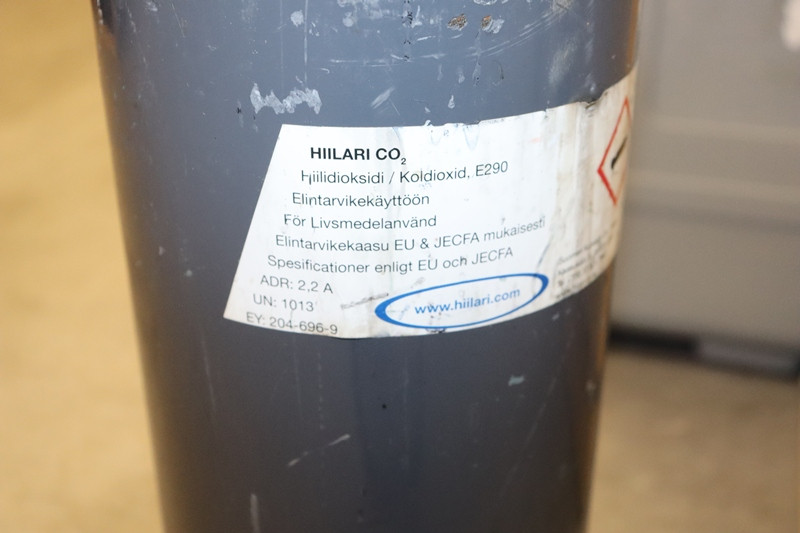 HIILARI CO₂
Hiilidioksidi / Koldioxid, E290
Elintarvikekäyttöön
För Livsmedelanvänd
Elintarvikekaasu EU & JECFA mukaisesti
Spesificationer enligt EU och JECFA
ADR: 2,2 A
UN: 1013
EY: 204-696-9
www.hiilari.com